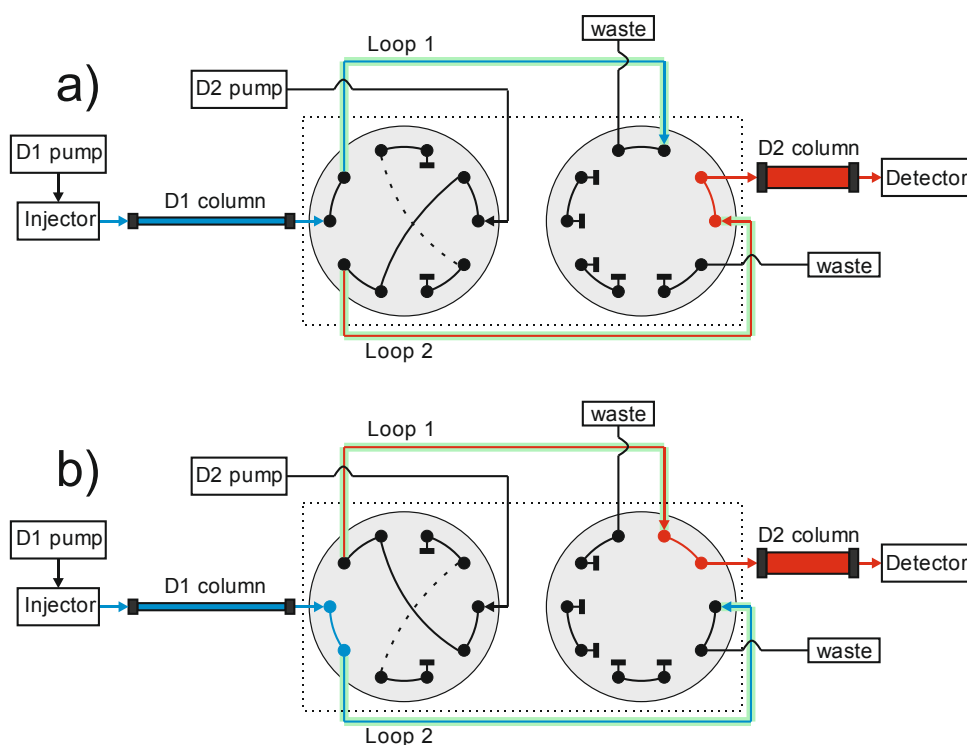 a)
Loop 1
waste
D2 pump
D1 pump
D2 column
D1 column
Injector
Detector
waste
Loop 2
b)
Loop 1
waste
D2 pump
D1 pump
D2 column
D1 column
Injector
Detector
waste
Loop 2